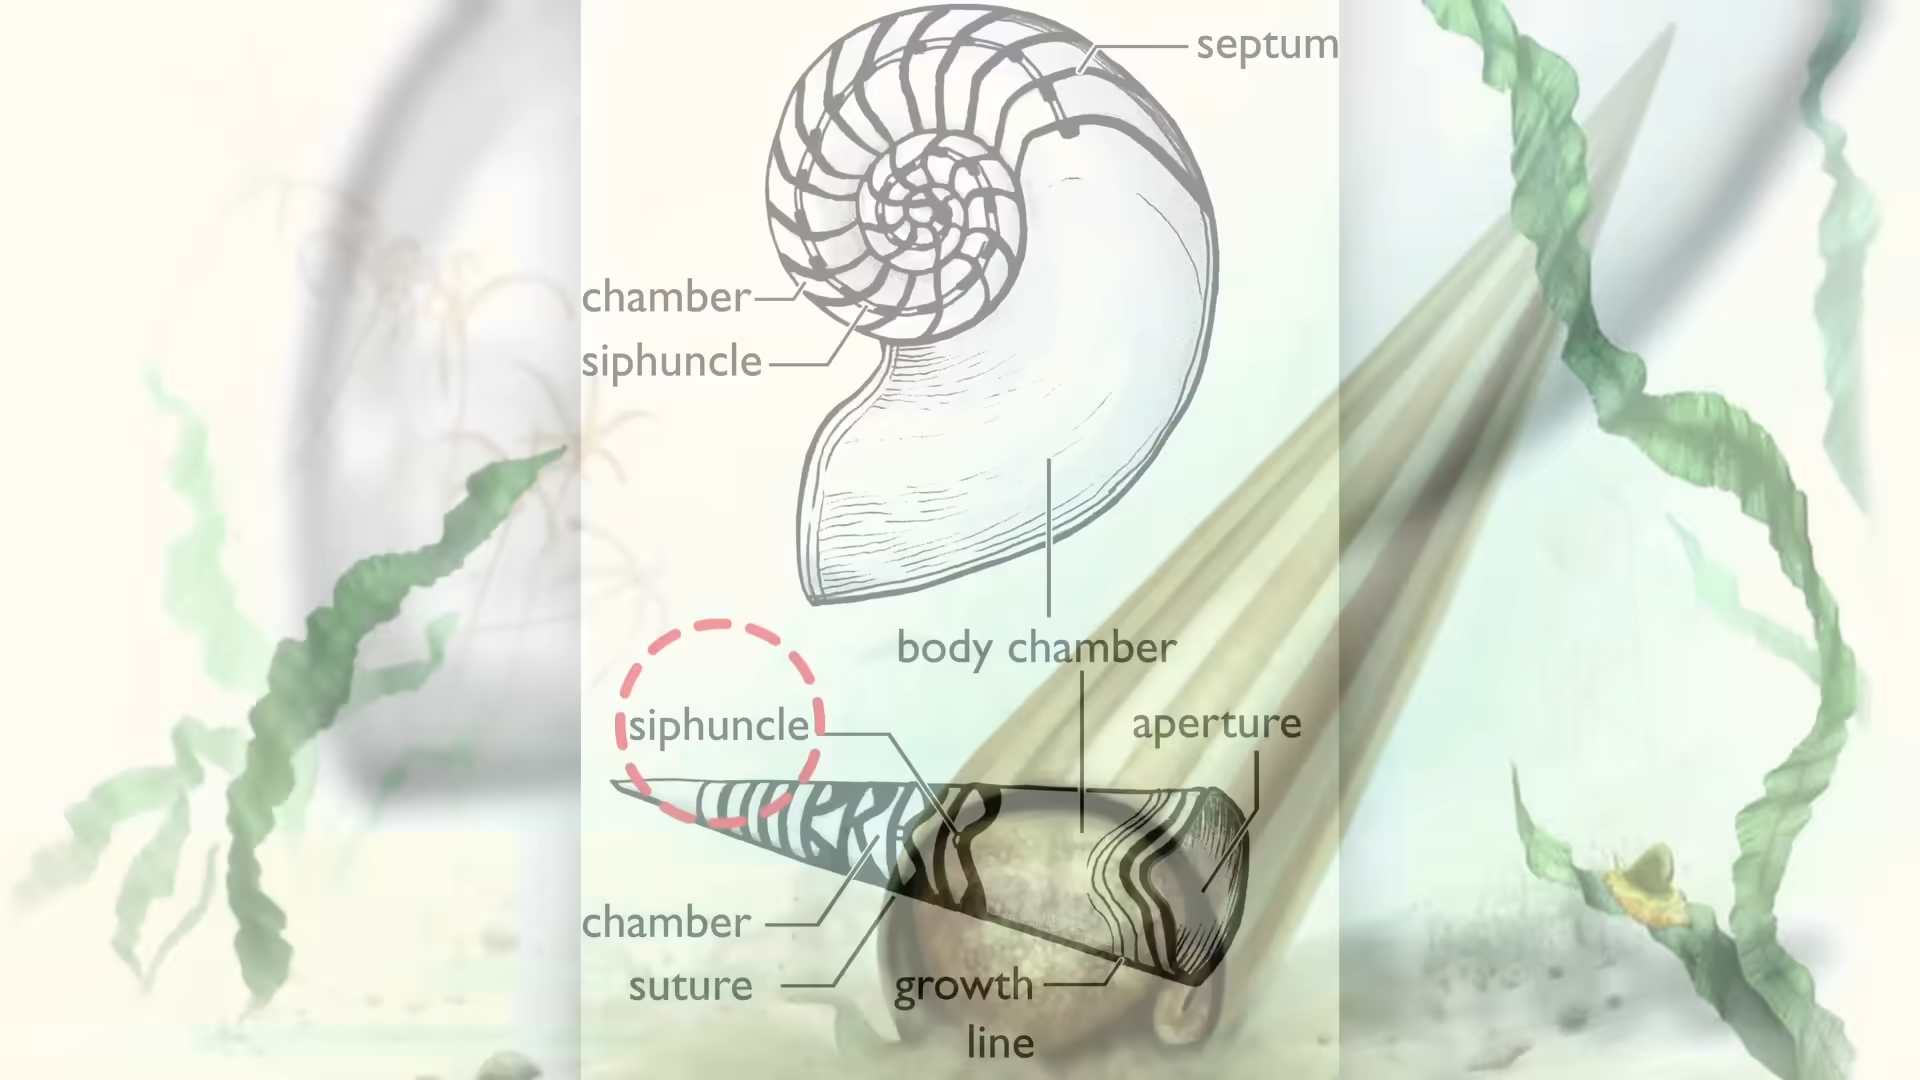 septum
chamber
siphuncle
body chamber
siphuncle
aperture
chamber
suture
growth
line